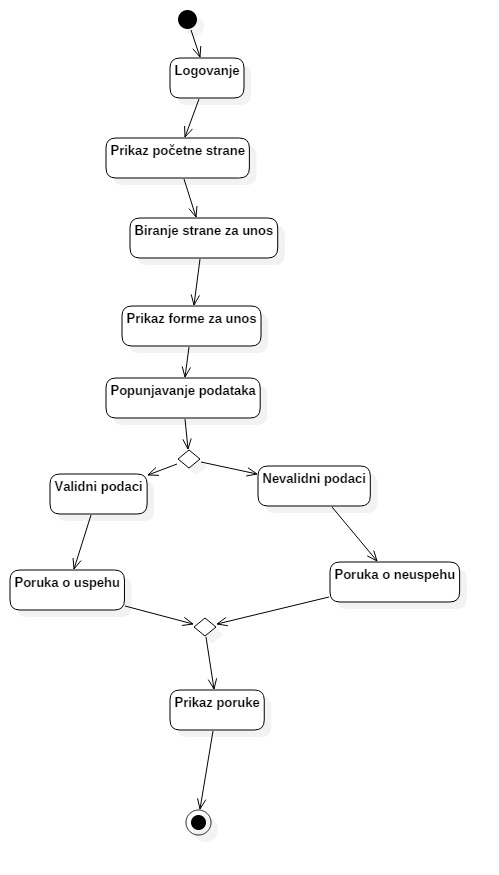 Logovanje
Prikaz početne strane
Biranje strane za unos
Prikaz forme za unos
Popunjavanje podataka
Validni podaci
Nevalidni podaci
Poruka o uspehu
Poruka o neuspehu
Prikaz poruke